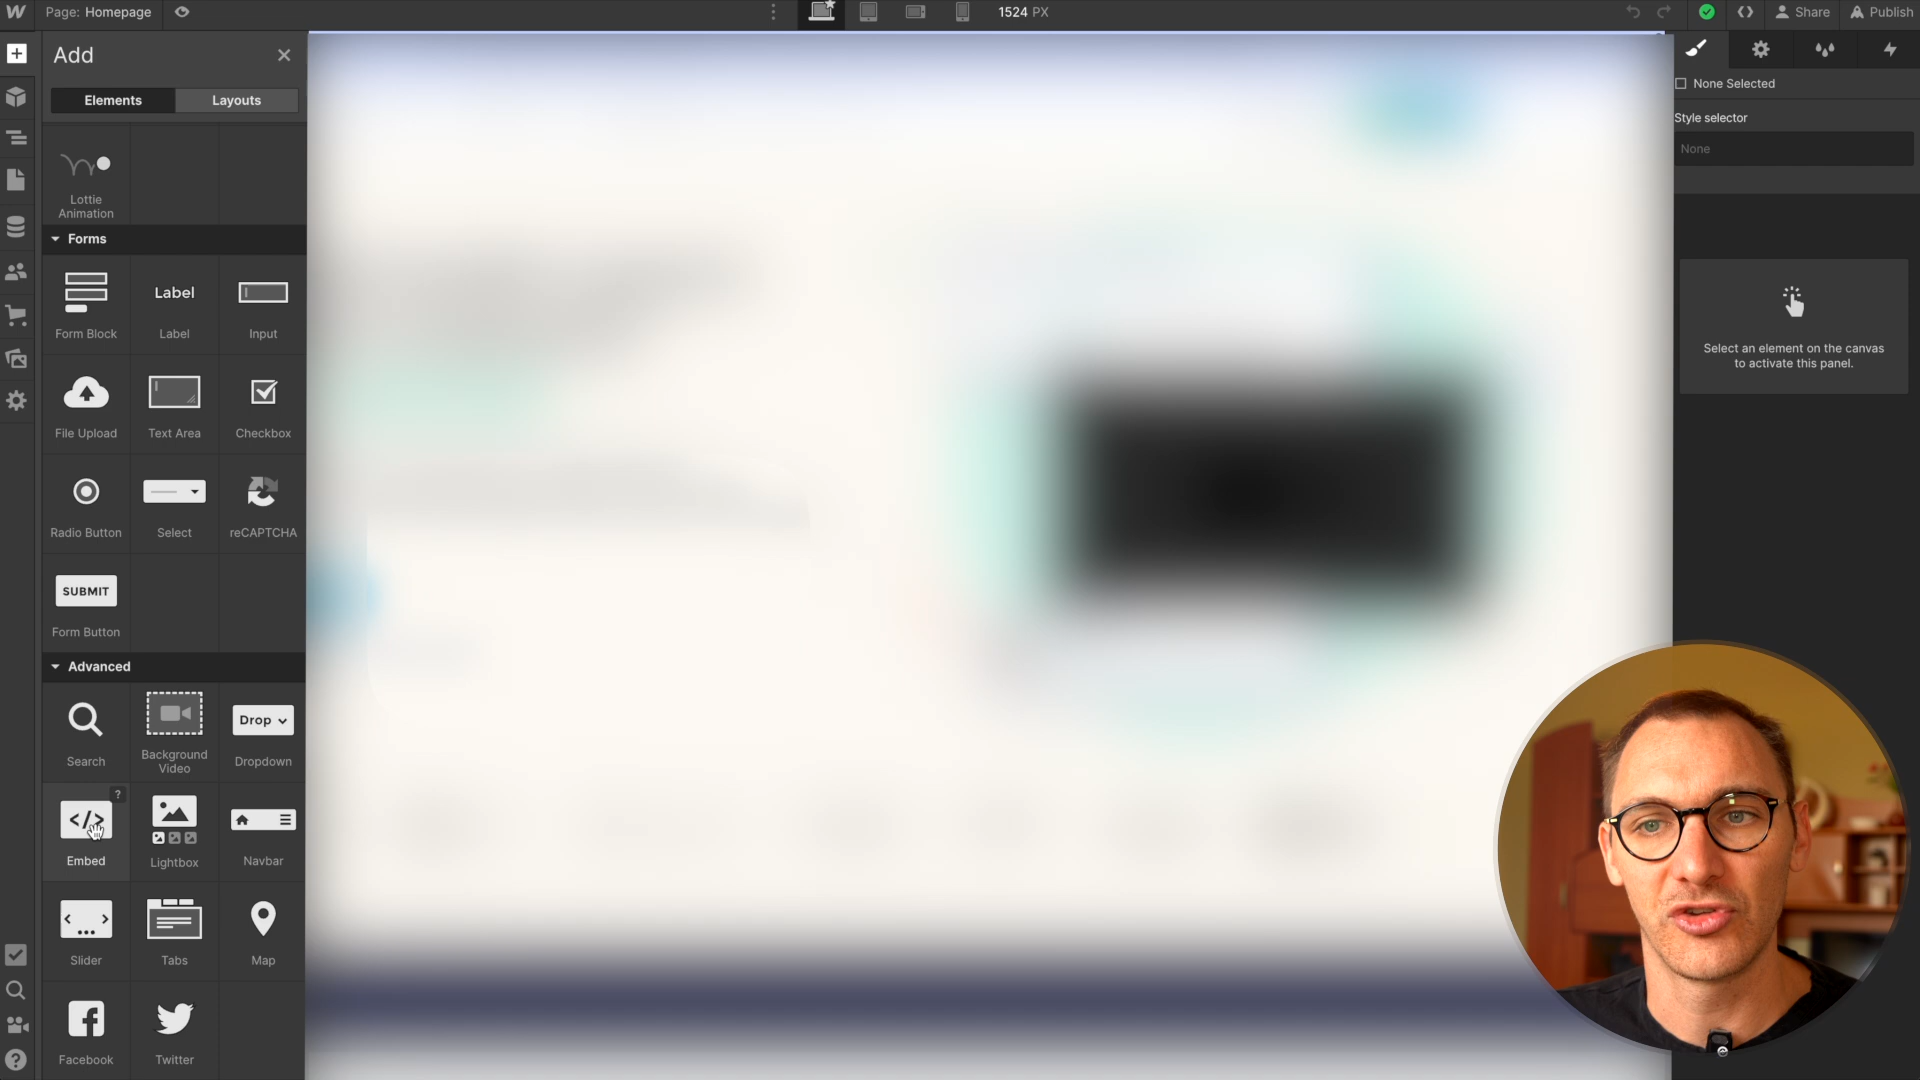 Page: Homepage
1524 PX
Share
Publish
Add
Elements
Layouts
Lottie
Animation
Forms
Label
Form Block
Label
Input
File Upload
Text Area
Checkbox
Radio Button
Select
reCAPTCHA
SUBMIT
Form Button
Advanced
Drop
Search
Background
Video
Dropdown
?
</>
Embed
Lightbox
Navbar
Slider
Tabs
Map
Facebook
Twitter
None Selected
Style selector
None
Select an element on the canvas
to activate this panel.